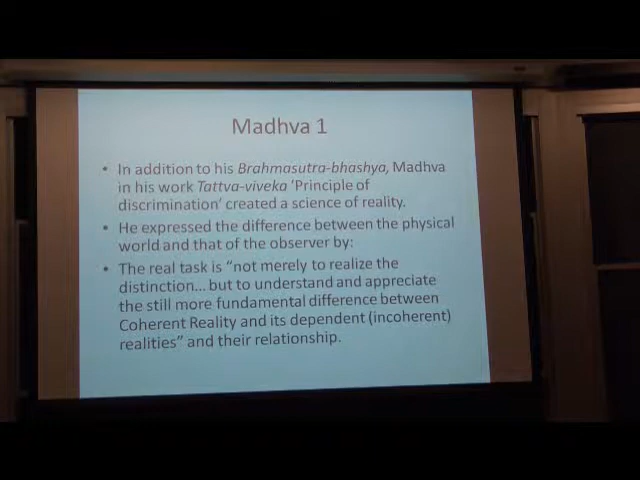 Madhva 1
• In addition to his Brahmasutra-bhashya, Madhva
in his work Tattva-viveka 'Principle of
discrimination' created a science of reality.
• He expressed the difference between the physical
world and that of the observer by:
• The real task is "not merely to realize the
distinction... but to understand and appreciate
the still more fundamental difference between
Coherent Reality and its dependent (incoherent)
realities" and their relationship.